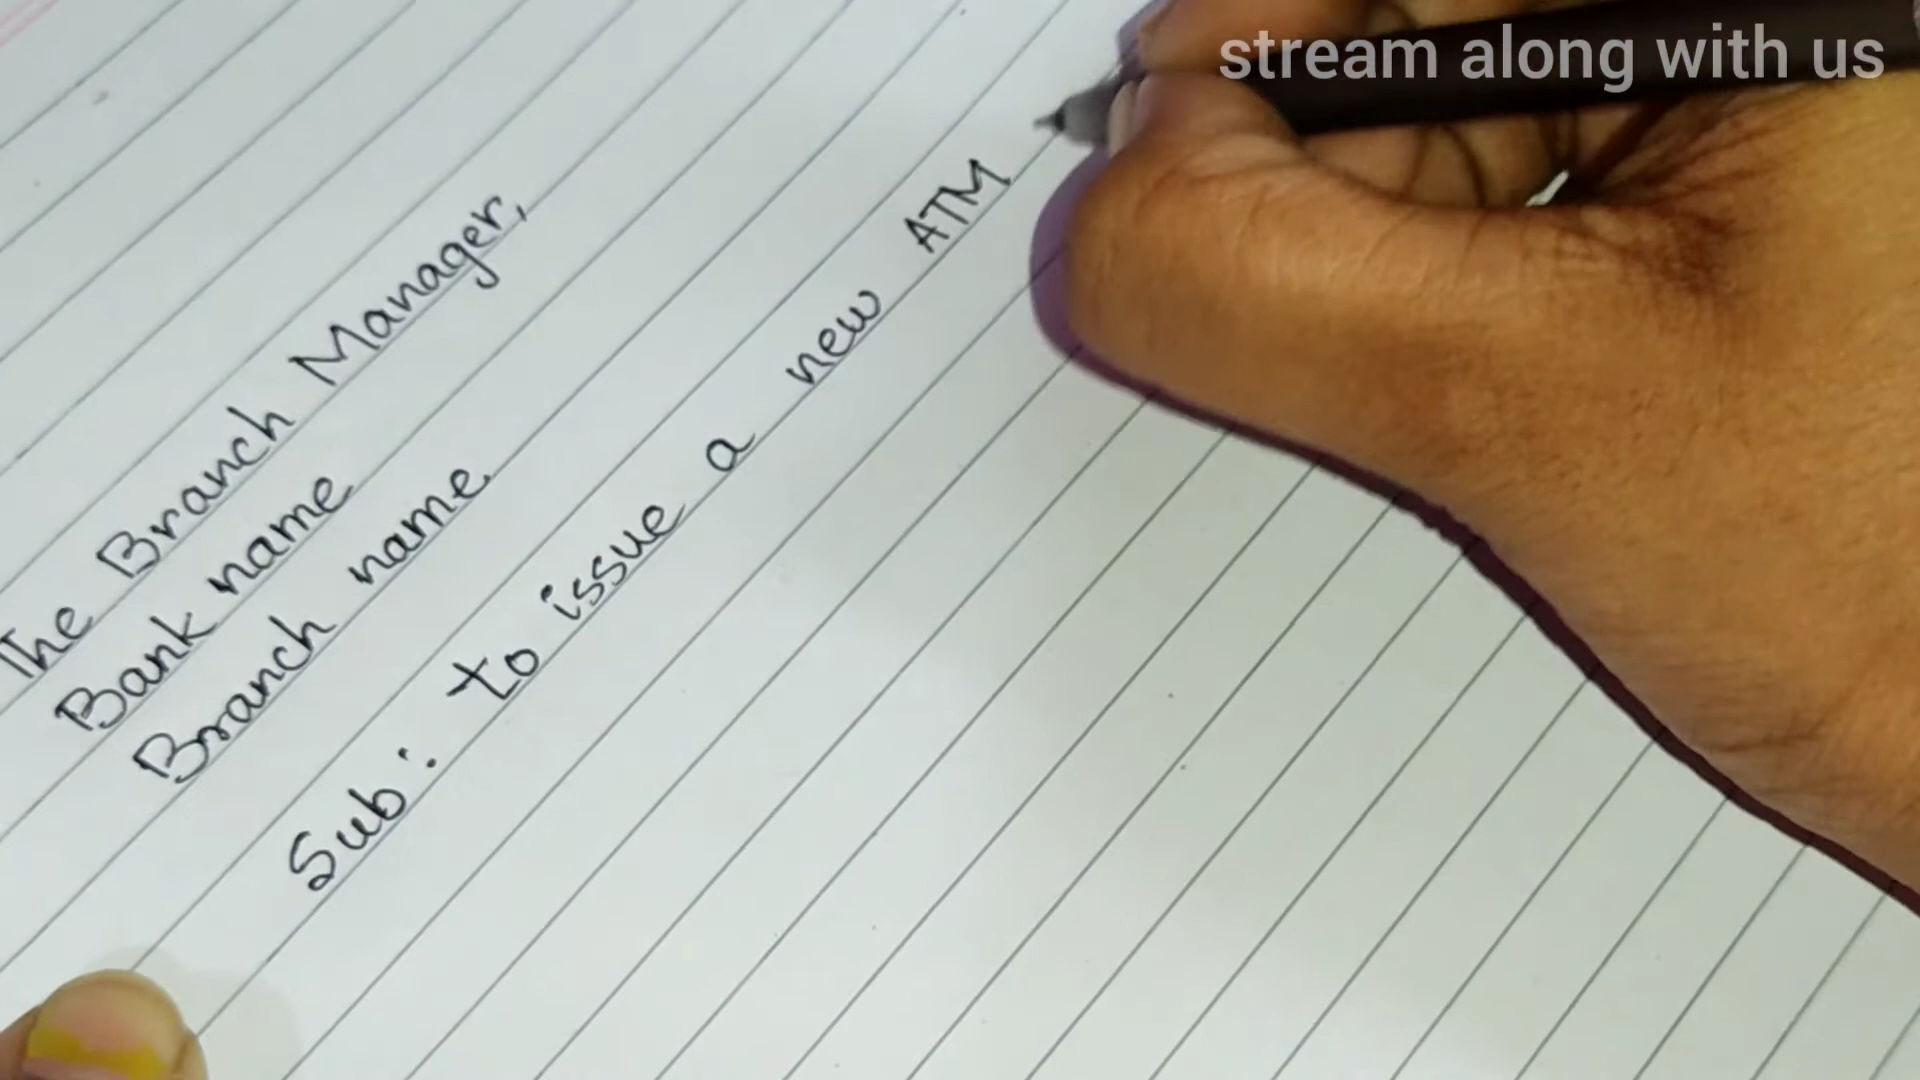 stream along with us
The Branch Manager,
Bank name
Branch name
Sub: to issue a new ATM